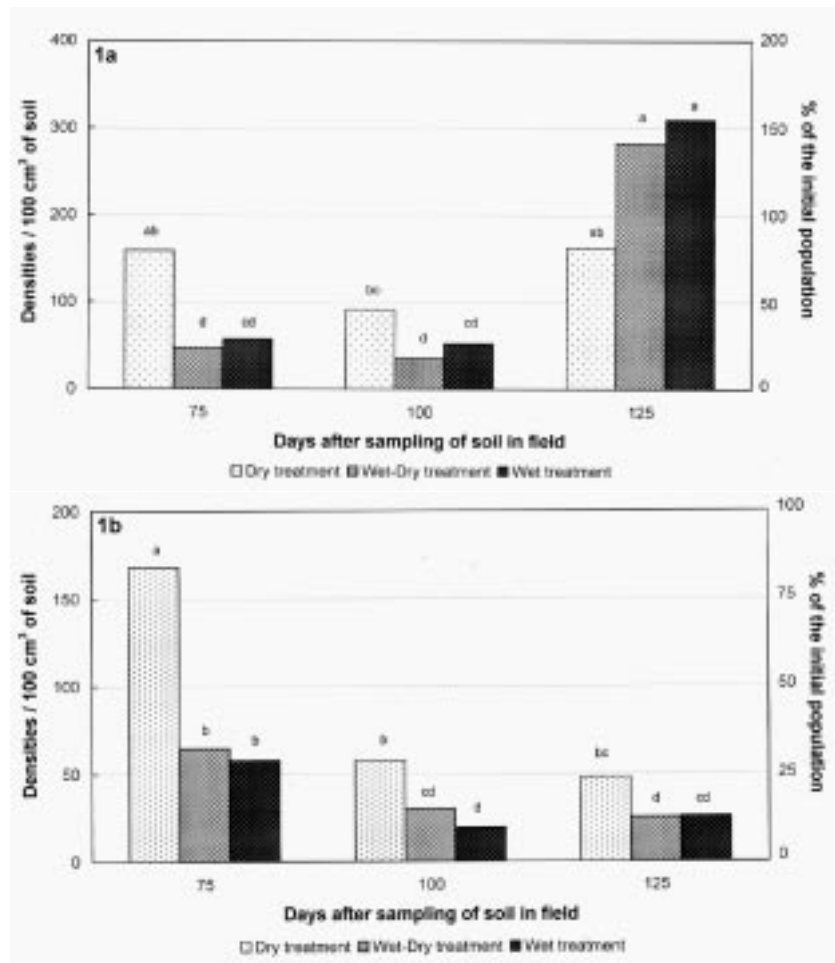 1a
400
300
200
100
0
Densities / 100 cm³ of soil
200
150
100
50
0
% of the initial population
ab
d
cd
bc
d
cd
ab
a
a
75 100 125
Days after sampling of soil in field
Dry treatment Wet-Dry treatment Wet treatment
1b
200
150
100
50
0
Densities / 100 cm³ of soil
100
75
50
25
0
% of the initial population
a
b
b
cd
d
bc
d
cd
75 100 125
Days after sampling of soil in field
Dry treatment Wet-Dry treatment Wet treatment